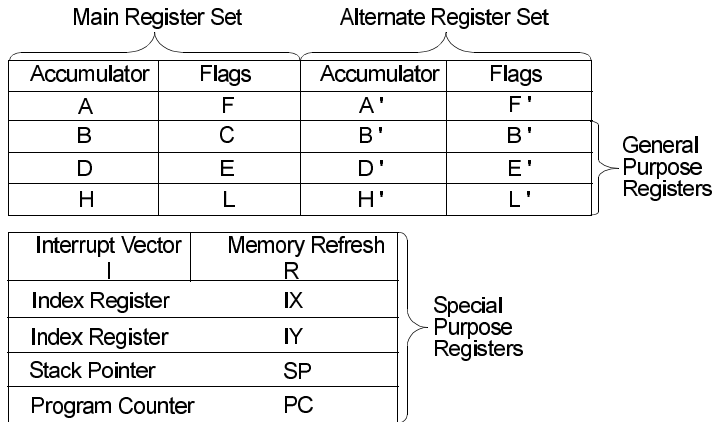 Main Register Set Alternate Register Set
Accumulator Flags Accumulator Flags
A F A' F'
B C B' B'
D E D' E'
H L H' L'
General
Purpose
Registers
Interrupt Vector Memory Refresh
I R
Index Register IX
Index Register IY
Stack Pointer SP
Program Counter PC
Special
Purpose
Registers